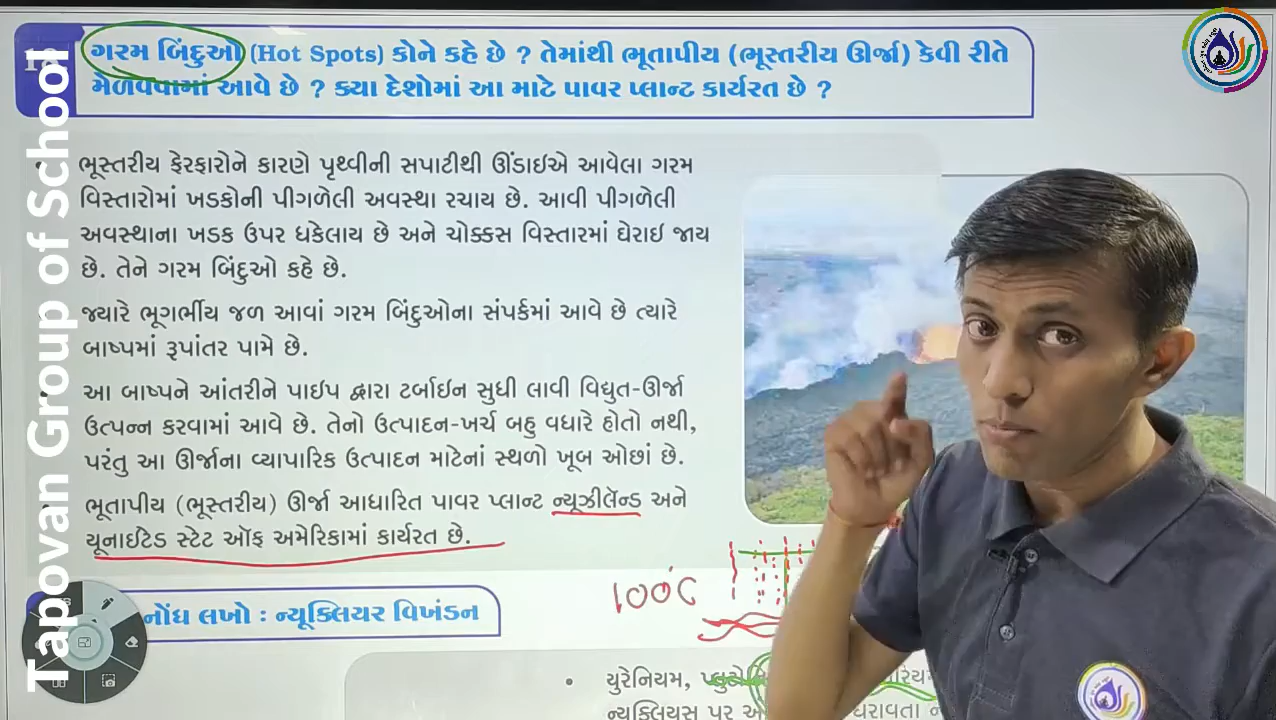 ગરમ બિંદુઓ (Hot Spots) કોને કહે છે ? તેમાંથી ભૂતાપીય (ભૂસ્તરીય ઊર્જા) કેવી રીતે
મેળવવામાં આવે છે ? ક્યા દેશોમાં આ માટે પાવર પ્લાન્ટ કાર્યરત છે ?
ભૂસ્તરીય ફેરફારોને કારણે પૃથ્વીની સપાટીથી ઊંડાઇએ આવેલા ગરમ
વિસ્તારોમાં ખડકોની પીગળેલી અવસ્થા રચાય છે. આવી પીગળેલી
અવસ્થાના ખડક ઉપર ધકેલાય છે અને ચોક્કસ વિસ્તારમાં ઘેરાઇ જાય
છે. તેને ગરમ બિંદુઓ કહે છે.
જ્યારે ભૂગર્ભીય જળ આવાં ગરમ બિંદુઓના સંપર્કમાં આવે છે ત્યારે
બાષ્પમાં રૂપાંતર પામે છે.
આ બાષ્પને આંતરીને પાઇપ દ્વારા ટર્બાઇન સુધી લાવી વિદ્યુત-ઊર્જા
ઉત્પન્ન કરવામાં આવે છે. તેનો ઉત્પાદન-ખર્ચ બહુ વધારે હોતો નથી,
પરંતુ આ ઊર્જાના વ્યાપારિક ઉત્પાદન માટેનાં સ્થળો ખૂબ ઓછાં છે.
ભૂતાપીય (ભૂસ્તરીય) ઊર્જા આધારિત પાવર પ્લાન્ટ ન્યૂઝીલૅન્ડ અને
યૂનાઇટેડ સ્ટેટ ઑફ અમેરિકામાં કાર્યરત છે.
100°C
નોંધ લખો : ન્યૂક્લિયર વિખંડન
• યુરેનિયમ,
ન્યૂક્લિયસ પર
ધરાવતા
Tapovan Group of School